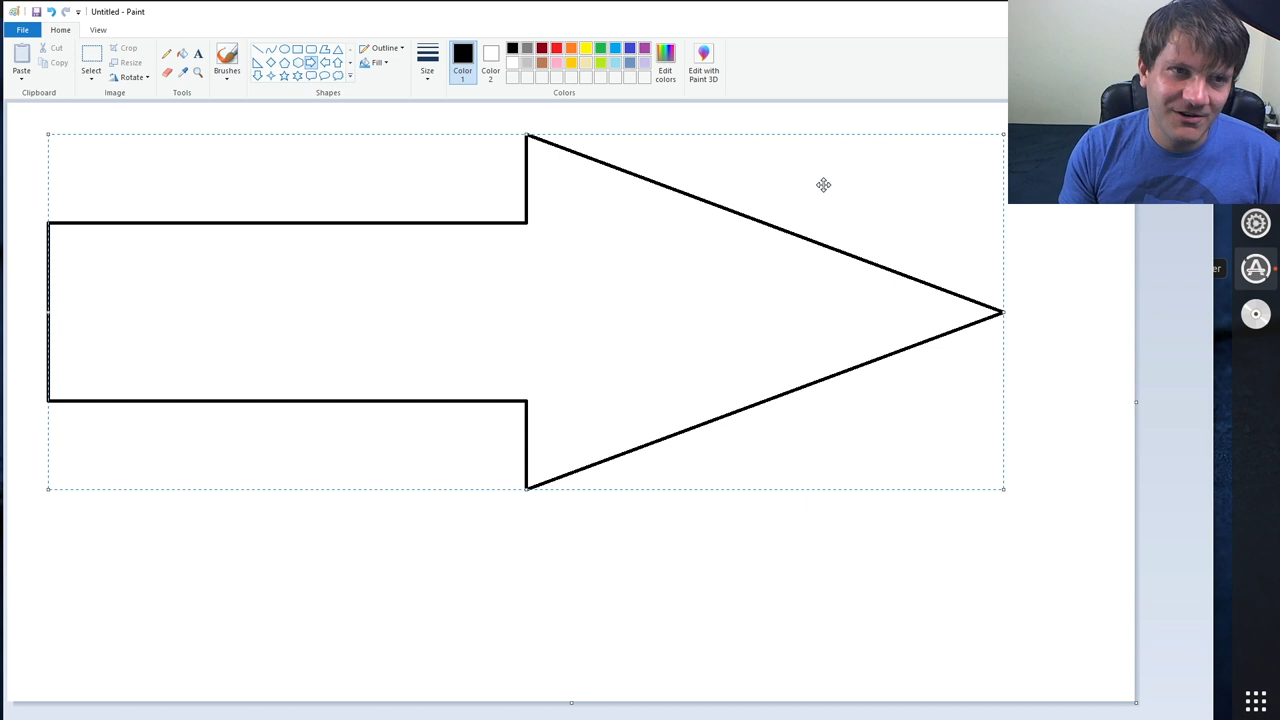 Untitled - Paint
File Home View
Paste
Cut
Copy
Clipboard
Select
Crop
Resize
Rotate
Image
A
Tools
Brushes
Shapes
Outline
Fill
Size
Color
1
Color
2
Colors
Edit
colors
Edit with
Paint 3D
er